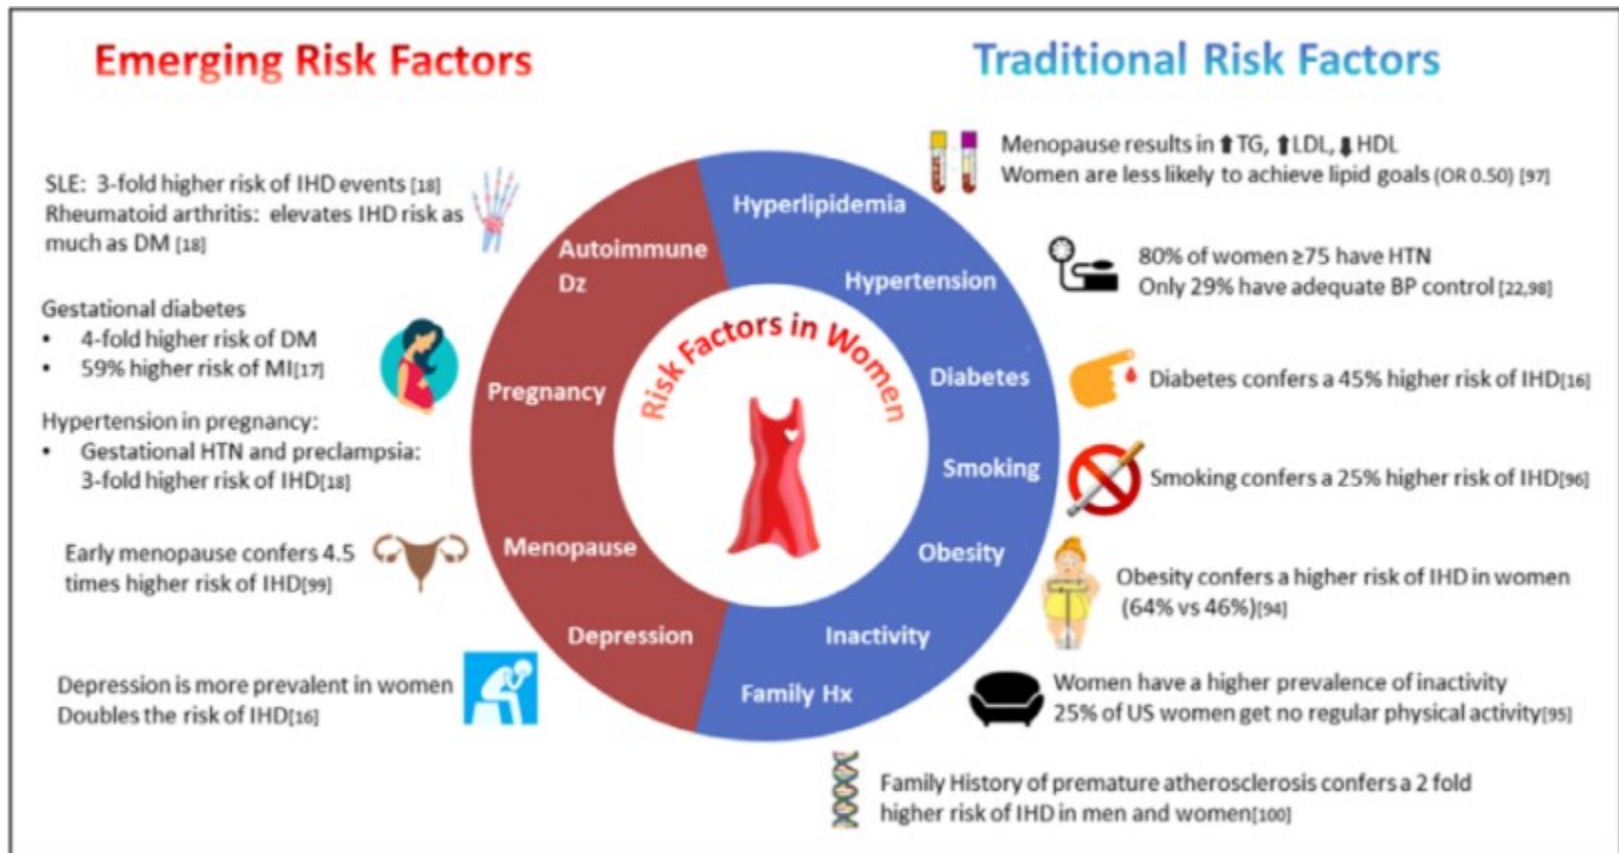 Emerging Risk Factors
Traditional Risk Factors
SLE: 3-fold higher risk of IHD events [18]
Rheumatoid arthritis: elevates IHD risk as
much as DM [18]
Gestational diabetes
• 4-fold higher risk of DM
• 59% higher risk of MI[17]
Hypertension in pregnancy:
• Gestational HTN and preclampsia:
3-fold higher risk of IHD[18]
Early menopause confers 4.5
times higher risk of IHD[99]
Depression is more prevalent in women
Doubles the risk of IHD[16]
Autoimmune
Dz
Pregnancy
Menopause
Depression
Risk Factors in Women
Hyperlipidemia
Hypertension
Diabetes
Smoking
Obesity
Inactivity
Family Hx
Menopause results in ⬆TG, ⬆LDL, ⬇HDL
Women are less likely to achieve lipid goals (OR 0.50) [97]
80% of women ≥75 have HTN
Only 29% have adequate BP control [22,98]
Diabetes confers a 45% higher risk of IHD[16]
Smoking confers a 25% higher risk of IHD[96]
Obesity confers a higher risk of IHD in women
(64% vs 46%)[94]
Women have a higher prevalence of inactivity
25% of US women get no regular physical activity[95]
Family History of premature atherosclerosis confers a 2 fold
higher risk of IHD in men and women[100]